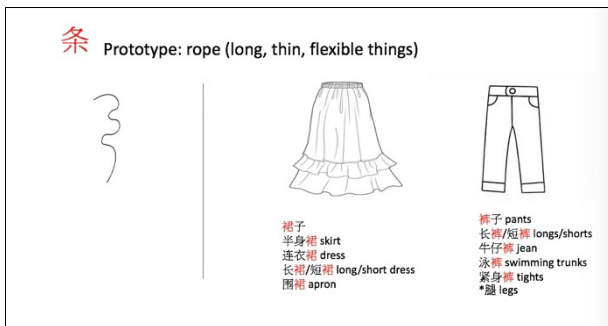 条 Prototype: rope (long, thin, flexible things)
裙子
半身裙 skirt
连衣裙 dress
长裙/短裙 long/short dress
围裙 apron
裤子 pants
长裤/短裤 longs/shorts
牛仔裤 jean
泳裤 swimming trunks
紧身裤 tights
*腿 legs